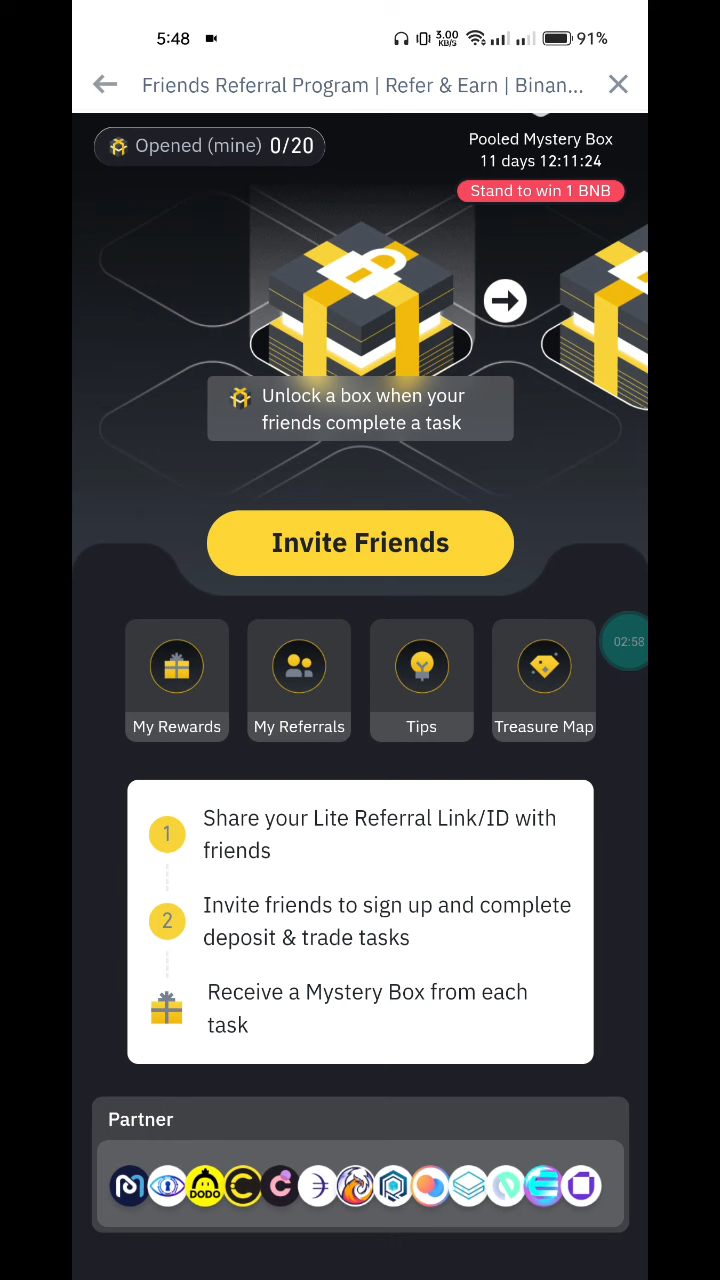 5:48
3.00
KB/S
91%
Friends Referral Program | Refer & Earn | Binan...
Opened (mine) 0/20
Pooled Mystery Box
11 days 12:11:24
Stand to win 1 BNB
Unlock a box when your
friends complete a task
Invite Friends
02:58
My Rewards
My Referrals
Tips
Treasure Map
1
Share your Lite Referral Link/ID with
friends
2
Invite friends to sign up and complete
deposit & trade tasks
Receive a Mystery Box from each
task
Partner
DODO